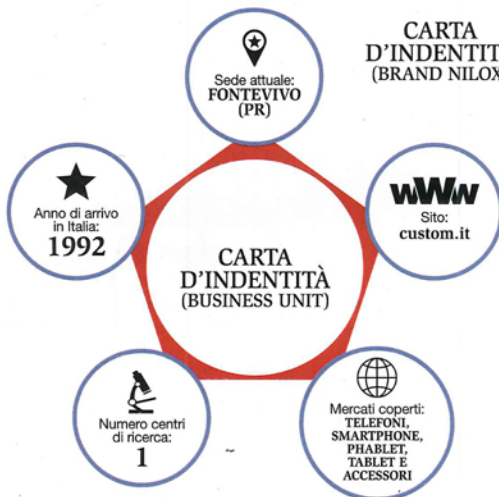 CARTA
D'INDENTIT
(BRAND NILOX
Sede attuale:
FONTEVIVO
(PR)
Anno di arrivo
in Italia:
1992
WWW
Sito:
custom.it
CARTA
D'INDENTITÀ
(BUSINESS UNIT)
Numero centri
di ricerca:
1
Mercati coperti:
TELEFONI,
SMARTPHONE,
PHABLET,
TABLET E
ACCESSORI